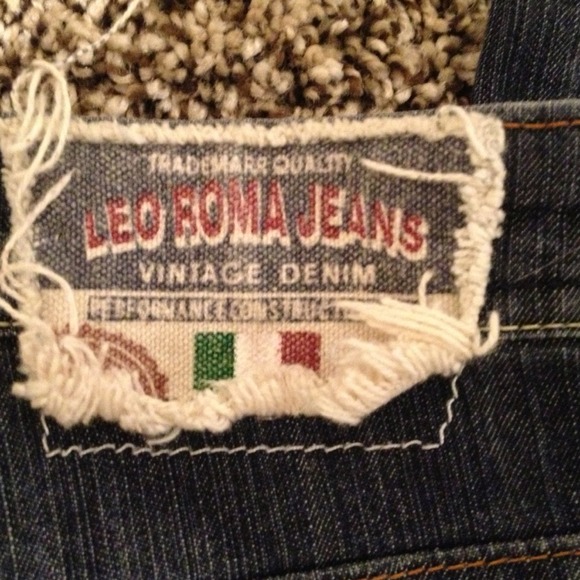 TRADEMARK QUALITY
LEO ROMA JEANS
VINTAGE DENIM
PERFORMANCE CONSTRUCTION